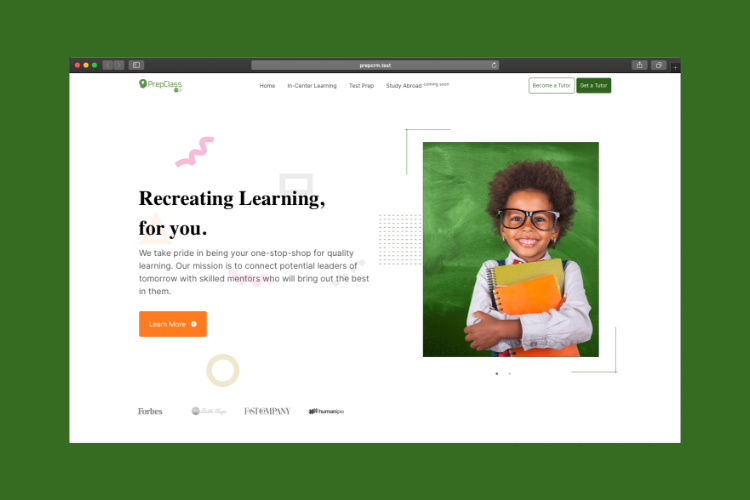 prepcrm.test
PrepClass
Home
In-Center Learning
Test Prep
Study Abroad coming soon
Become a Tutor
Get a Tutor
Recreating Learning,
for you.
We take pride in being your one-stop-shop for quality
learning. Our mission is to connect potential leaders of
tomorrow with skilled mentors who will bring out the best
in them.
Learn More
Forbes
FAST COMPANY
#humanipo